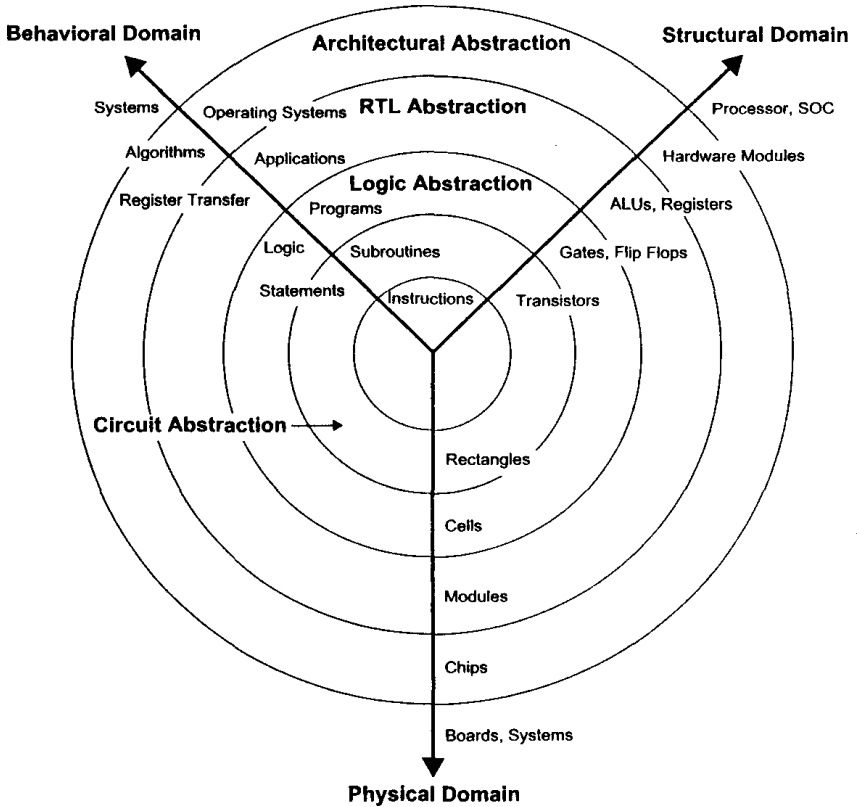 Behavioral Domain
Structural Domain
Architectural Abstraction
Systems
Operating Systems
RTL Abstraction
Processor, SOC
Algorithms
Applications
Hardware Modules
Logic Abstraction
Register Transfer
Programs
ALUs, Registers
Logic
Subroutines
Gates, Flip Flops
Statements
Instructions
Transistors
Circuit Abstraction
Rectangles
Cells
Modules
Chips
Boards, Systems
Physical Domain